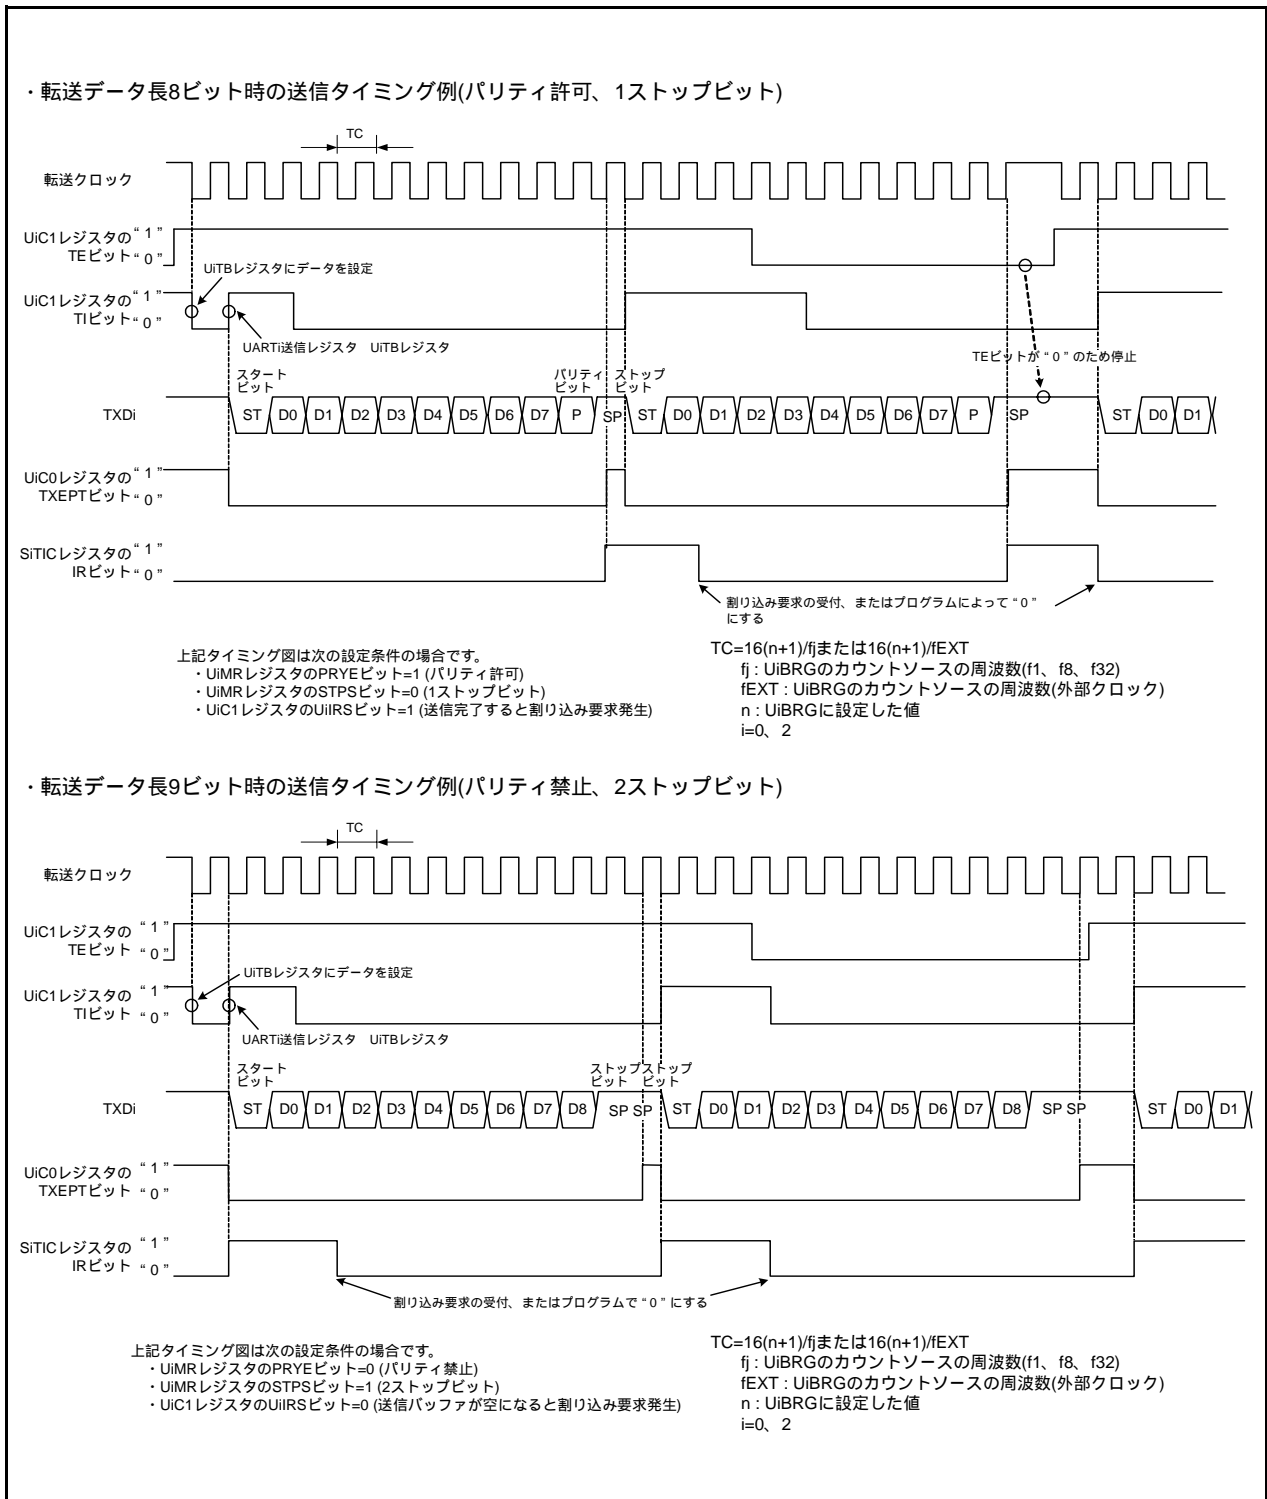 ・転送データ長8ビット時の送信タイミング例(パリティ許可、1ストップビット)
TC
転送クロック
UiC1レジスタの “ 1 ”
TEビット “ 0 ”
UiTBレジスタにデータを設定
UiC1レジスタの “ 1 ”
TIビット “ 0 ”
UARTi送信レジスタ UiTBレジスタ
TEビットが “ 0 ” のため停止
スタート
ビット
パリティ
ビット
ストップ
ビット
TXDi
ST D0 D1 D2 D3 D4 D5 D6 D7 P SP ST D0 D1 D2 D3 D4 D5 D6 D7 P SP ST D0 D1
UiC0レジスタの “ 1 ”
TXEPTビット “ 0 ”
SiTICレジスタの “ 1 ”
IRビット “ 0 ”
割り込み要求の受付、またはプログラムによって “ 0 ”
にする
上記タイミング図は次の設定条件の場合です。
・UiMRレジスタのPRYEビット=1 (パリティ許可)
・UiMRレジスタのSTPSビット=0 (1ストップビット)
・UiC1レジスタのUiIRSビット=1 (送信完了すると割り込み要求発生)
TC=16(n+1)/fjまたは16(n+1)/fEXT
fj : UiBRGのカウントソースの周波数(f1、f8、f32)
fEXT : UiBRGのカウントソースの周波数(外部クロック)
n : UiBRGに設定した値
i=0、2
・転送データ長9ビット時の送信タイミング例(パリティ禁止、2ストップビット)
TC
転送クロック
UiC1レジスタの “ 1 ”
TEビット “ 0 ”
UiTBレジスタにデータを設定
UiC1レジスタの “ 1 ”
TIビット “ 0 ”
UARTi送信レジスタ UiTBレジスタ
スタート
ビット
ストップ
ビット
ストップ
ビット
TXDi
ST D0 D1 D2 D3 D4 D5 D6 D7 D8 SP SP ST D0 D1 D2 D3 D4 D5 D6 D7 D8 SP SP ST D0 D1
UiC0レジスタの “ 1 ”
TXEPTビット “ 0 ”
SiTICレジスタの “ 1 ”
IRビット “ 0 ”
割り込み要求の受付、またはプログラムで “ 0 ” にする
上記タイミング図は次の設定条件の場合です。
・UiMRレジスタのPRYEビット=0 (パリティ禁止)
・UiMRレジスタのSTPSビット=1 (2ストップビット)
・UiC1レジスタのUiIRSビット=0 (送信バッファが空になると割り込み要求発生)
TC=16(n+1)/fjまたは16(n+1)/fEXT
fj : UiBRGのカウントソースの周波数(f1、f8、f32)
fEXT : UiBRGのカウントソースの周波数(外部クロック)
n : UiBRGに設定した値
i=0、2